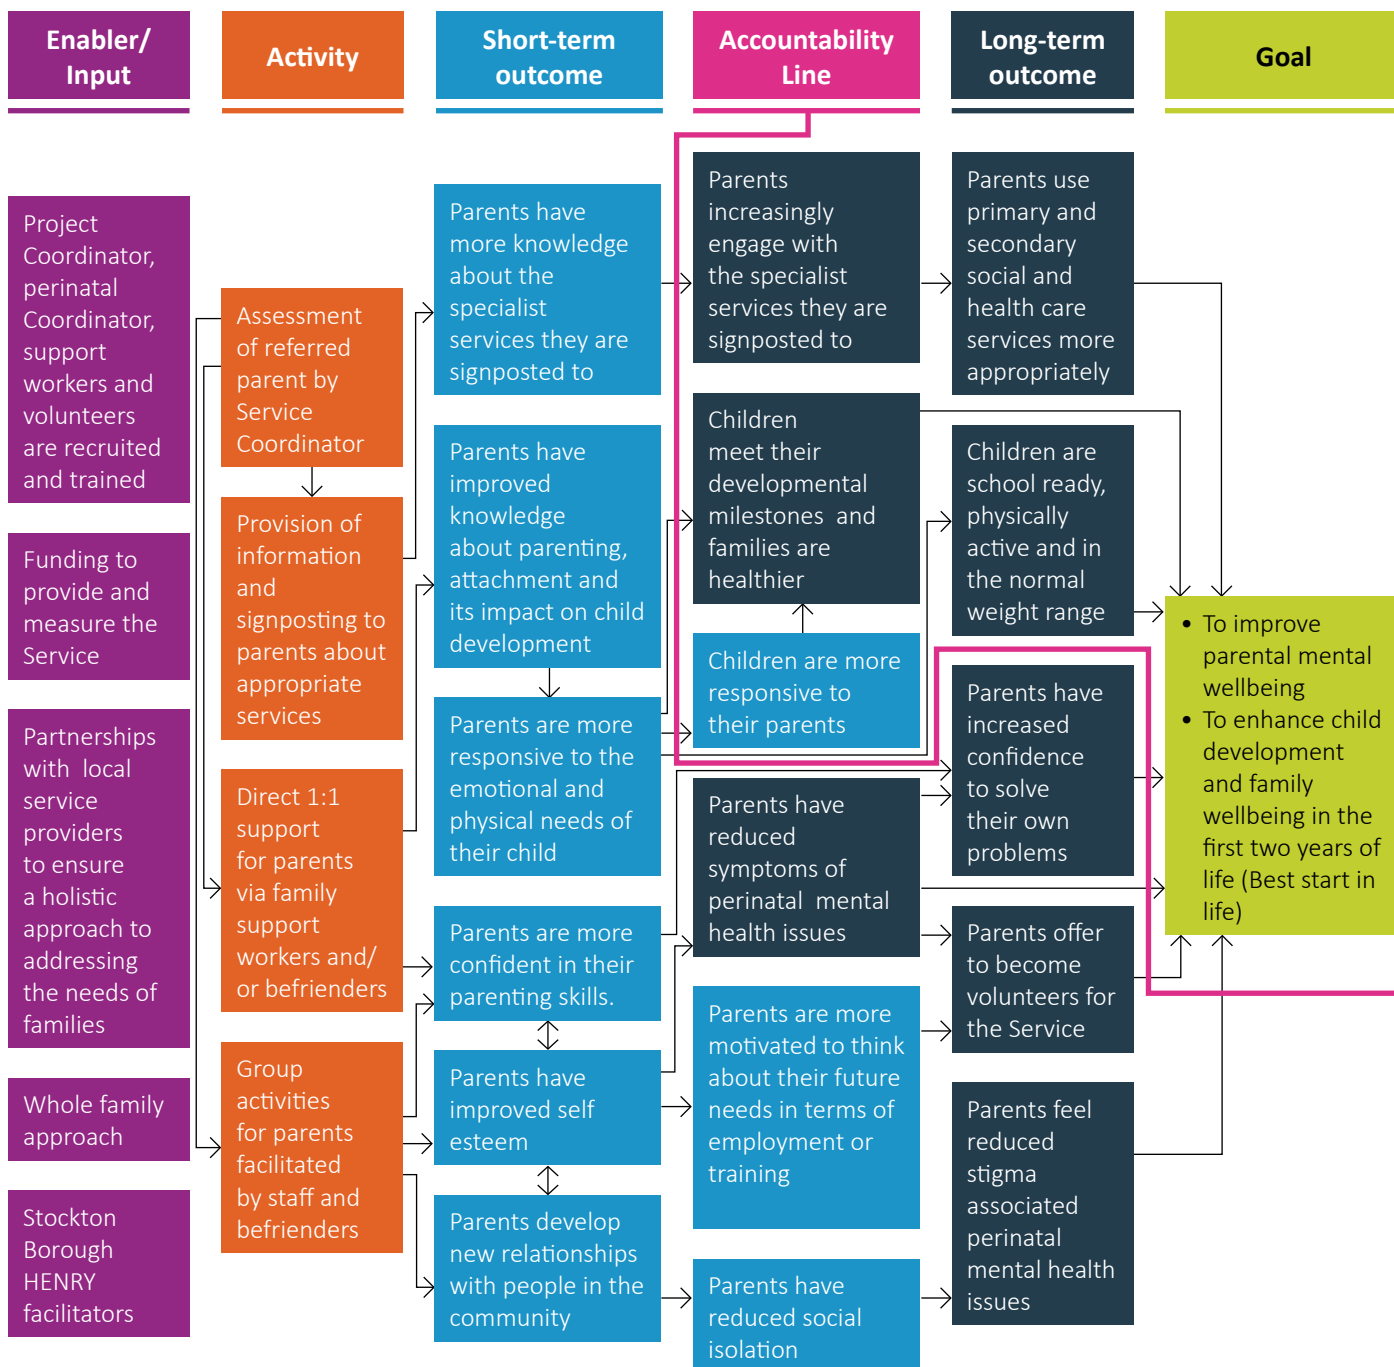 Enabler/
Input
Activity
Short-term
outcome
Accountability
Line
Long-term
outcome
Goal
Project
Coordinator,
perinatal
Coordinator,
support
workers and
volunteers
are recruited
and trained
Funding to
provide and
measure the
Service
Partnerships
with local
service
providers
to ensure
a holistic
approach to
addressing
the needs of
families
Whole family
approach
Stockton
Borough
HENRY
facilitators
Assessment
of referred
parent by
Service
Coordinator
Provision of
information
and
signposting to
parents about
appropriate
services
Direct 1:1
support
for parents
via family
support
workers and/
or befrienders
Group
activities
for parents
facilitated
by staff and
befrienders
Parents have
more knowledge
about the
specialist
services they are
signposted to
Parents have
improved
knowledge
about parenting,
attachment and
its impact on child
development
Parents are more
responsive to the
emotional and
physical needs of
their child
Parents are more
confident in their
parenting skills.
Parents have
improved self
esteem
Parents develop
new relationships
with people in the
community
Parents
increasingly
engage with
the specialist
services they are
signposted to
Children
meet their
developmental
milestones and
families are
healthier
Children are more
responsive to
their parents
Parents have
reduced
symptoms of
perinatal mental
health issues
Parents are more
motivated to think
about their future
needs in terms of
employment or
training
Parents have
reduced social
isolation
Parents use
primary and
secondary
social and
health care
services more
appropriately
Children are
school ready,
physically
active and in
the normal
weight range
Parents have
increased
confidence
to solve
their own
problems
Parents offer
to become
volunteers for
the Service
Parents feel
reduced
stigma
associated
perinatal
mental health
issues
• To improve
parental mental
wellbeing
• To enhance child
development
and family
wellbeing in the
first two years of
life (Best start in
life)